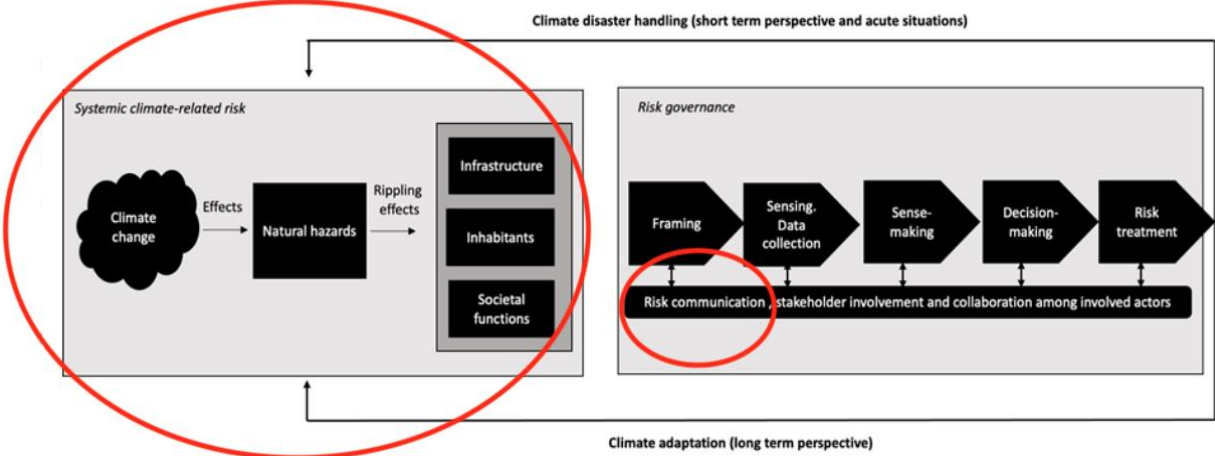 Climate disaster handling (short term perspective and acute situations)
Systemic climate-related risk
Climate
change
Effects
Natural hazards
Rippling
effects
Infrastructure
Inhabitants
Societal
functions
Risk governance
Framing
Sensing.
Data
collection
Sense-
making
Decision-
making
Risk
treatment
Risk communication , stakeholder involvement and collaboration among involved actors
Climate adaptation (long term perspective)